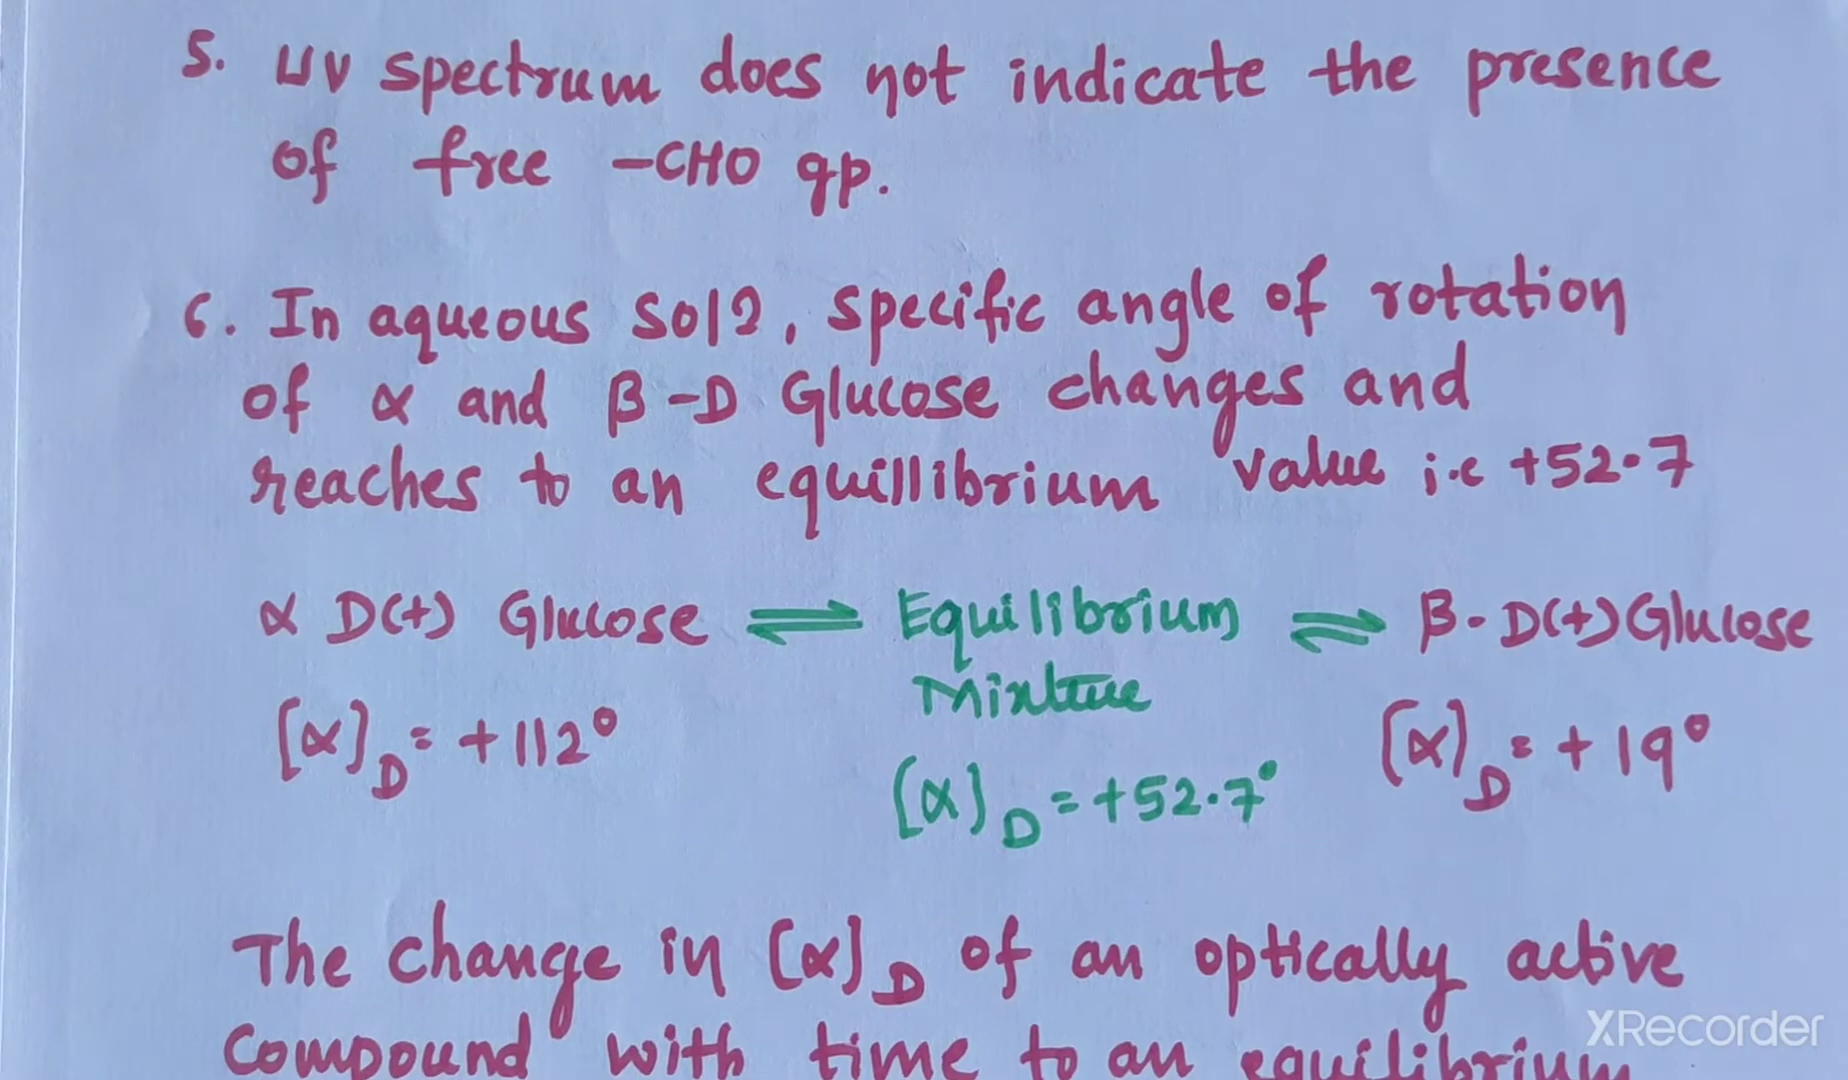 5. UV spectrum does not indicate the presence
of free -CHO gp.
6. In aqueous soln, specific angle of rotation
of α and β-D Glucose changes and
reaches to an equillibrium value i.e +52.7
α D(+) Glucose ⇌ Equilibrium Mixture ⇌ β-D(+) Glucose
[α]D = +112° [α]D = +52.7° [α]D = +19°
The change in [α]D of an optically active
compound with time to an equilibrium
XRecorder